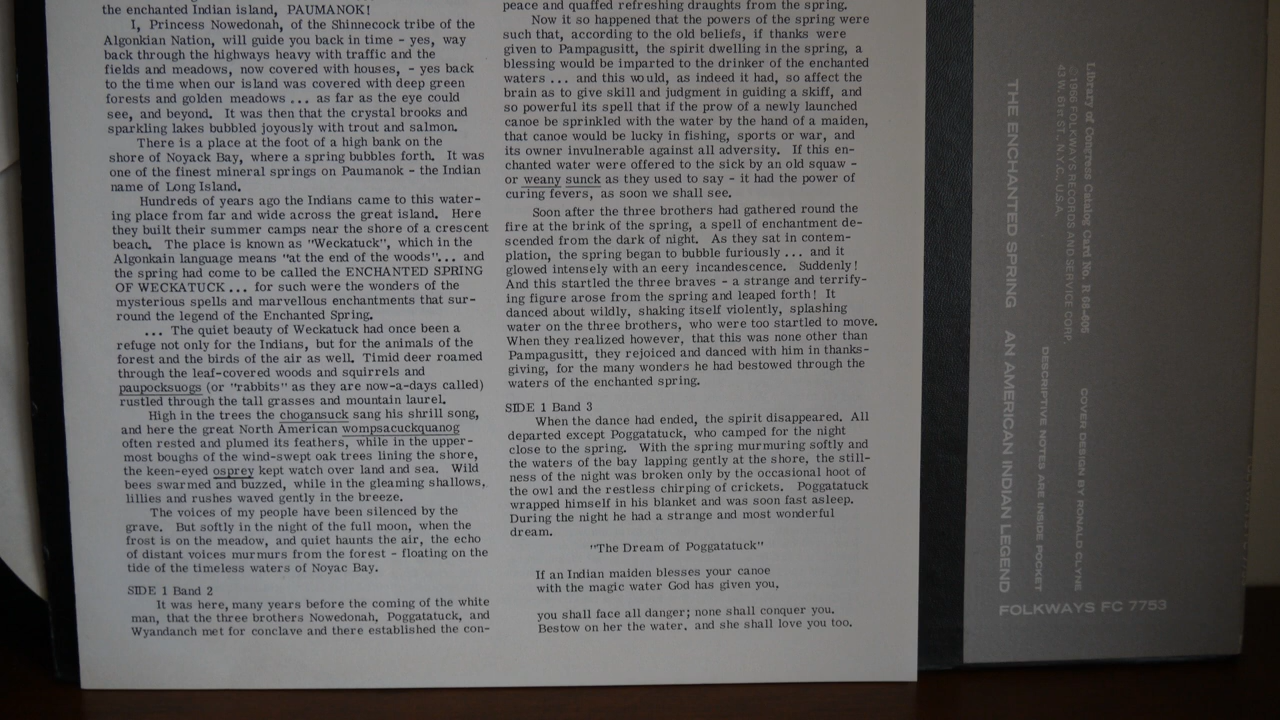 the enchanted Indian island, PAUMANOK!
I, Princess Nowedonah, of the Shinnecock tribe of the
Algonkian Nation, will guide you back in time - yes, way
back through the highways heavy with traffic and the
fields and meadows, now covered with houses, - yes back
to the time when our island was covered with deep green
forests and golden meadows ... as far as the eye could
see, and beyond. It was then that the crystal brooks and
sparkling lakes bubbled joyously with trout and salmon.
There is a place at the foot of a high bank on the
shore of Noyack Bay, where a spring bubbles forth. It was
one of the finest mineral springs on Paumanok - the Indian
name of Long Island.
Hundreds of years ago the Indians came to this water-
ing place from far and wide across the great island. Here
they built their summer camps near the shore of a crescent
beach. The place is known as "Weckatuck", which in the
Algonkain language means "at the end of the woods"... and
the spring had come to be called the ENCHANTED SPRING
OF WECKATUCK ... for such were the wonders of the
mysterious spells and marvellous enchantments that sur-
round the legend of the Enchanted Spring.
... The quiet beauty of Weckatuck had once been a
refuge not only for the Indians, but for the animals of the
forest and the birds of the air as well. Timid deer roamed
through the leaf-covered woods and squirrels and
paupocksuogs (or "rabbits" as they are now-a-days called)
rustled through the tall grasses and mountain laurel.
High in the trees the chogansuck sang his shrill song,
and here the great North American wompsacuckquanog
often rested and plumed its feathers, while in the upper-
most boughs of the wind-swept oak trees lining the shore,
the keen-eyed osprey kept watch over land and sea. Wild
bees swarmed and buzzed, while in the gleaming shallows,
lillies and rushes waved gently in the breeze.
The voices of my people have been silenced by the
grave. But softly in the night of the full moon, when the
frost is on the meadow, and quiet haunts the air, the echo
of distant voices murmurs from the forest - floating on the
tide of the timeless waters of Noyac Bay.
SIDE 1 Band 2
It was here, many years before the coming of the white
man, that the three brothers Nowedonah, Poggatatuck, and
Wyandanch met for conclave and there established the con-
peace and quaffed refreshing draughts from the spring.
Now it so happened that the powers of the spring were
such that, according to the old beliefs, if thanks were
given to Pampagusitt, the spirit dwelling in the spring, a
blessing would be imparted to the drinker of the enchanted
waters ... and this would, as indeed it had, so affect the
brain as to give skill and judgment in guiding a skiff, and
so powerful its spell that if the prow of a newly launched
canoe be sprinkled with the water by the hand of a maiden,
that canoe would be lucky in fishing, sports or war, and
its owner invulnerable against all adversity. If this en-
chanted water were offered to the sick by an old squaw -
or weany sunck as they used to say - it had the power of
curing fevers, as soon we shall see.
Soon after the three brothers had gathered round the
fire at the brink of the spring, a spell of enchantment de-
scended from the dark of night. As they sat in contem-
plation, the spring began to bubble furiously ... and it
glowed intensely with an eery incandescence. Suddenly!
And this startled the three braves - a strange and terrify-
ing figure arose from the spring and leaped forth! It
danced about wildly, shaking itself violently, splashing
water on the three brothers, who were too startled to move.
When they realized however, that this was none other than
Pampagusitt, they rejoiced and danced with him in thanks-
giving, for the many wonders he had bestowed through the
waters of the enchanted spring.
SIDE 1 Band 3
When the dance had ended, the spirit disappeared. All
departed except Poggatatuck, who camped for the night
close to the spring. With the spring murmuring softly and
the waters of the bay lapping gently at the shore, the still-
ness of the night was broken only by the occasional hoot of
the owl and the restless chirping of crickets. Poggatatuck
wrapped himself in his blanket and was soon fast asleep.
During the night he had a strange and most wonderful
dream.
"The Dream of Poggatatuck"
If an Indian maiden blesses your canoe
with the magic water God has given you,
you shall face all danger; none shall conquer you.
Bestow on her the water, and she shall love you too.
Library of Congress Catalog Card No. R 66-
©1966 FOLKWAYS RECORDS AND SERVICE CORP.
43 W. 61st ST., N.Y.C., U.S.A.
COVER DESIGN BY RONALD CLYNE
DESCRIPTIVE NOTES ARE INSIDE POCKET
THE ENCHANTED SPRING AN AMERICAN INDIAN LEGEND
FOLKWAYS FC 7753